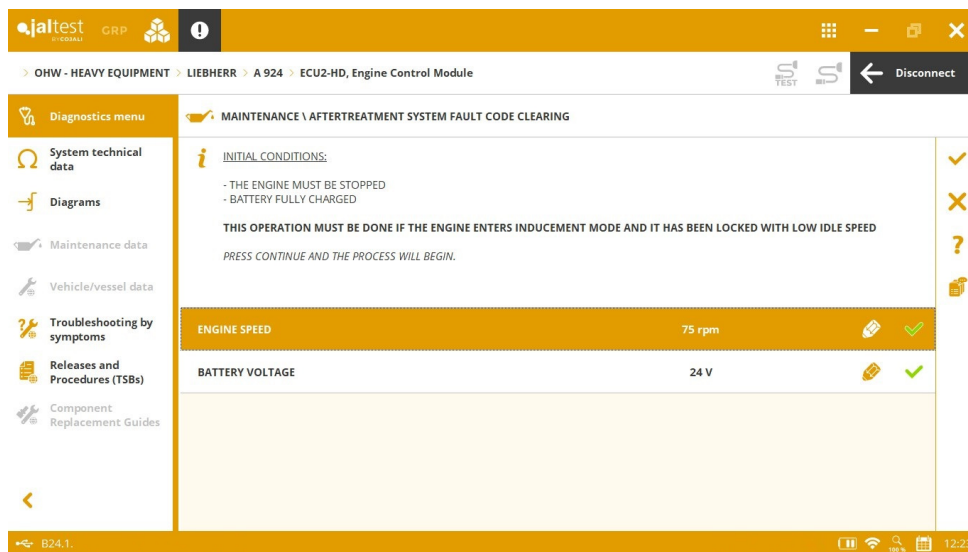 jaltest GRP
BY COJALI
> OHW - HEAVY EQUIPMENT > LIEBHERR > A 924 > ECU2-HD, Engine Control Module
TEST
Disconnect
Diagnostics menu
MAINTENANCE \ AFTERTREATMENT SYSTEM FAULT CODE CLEARING
System technical
data
Diagrams
Maintenance data
Vehicle/vessel data
Troubleshooting by
symptoms
Releases and
Procedures (TSBs)
Component
Replacement Guides
INITIAL CONDITIONS:
- THE ENGINE MUST BE STOPPED
- BATTERY FULLY CHARGED
THIS OPERATION MUST BE DONE IF THE ENGINE ENTERS INDUCEMENT MODE AND IT HAS BEEN LOCKED WITH LOW IDLE SPEED
PRESS CONTINUE AND THE PROCESS WILL BEGIN.
ENGINE SPEED 75 rpm
BATTERY VOLTAGE 24 V
B24.1.
100 %